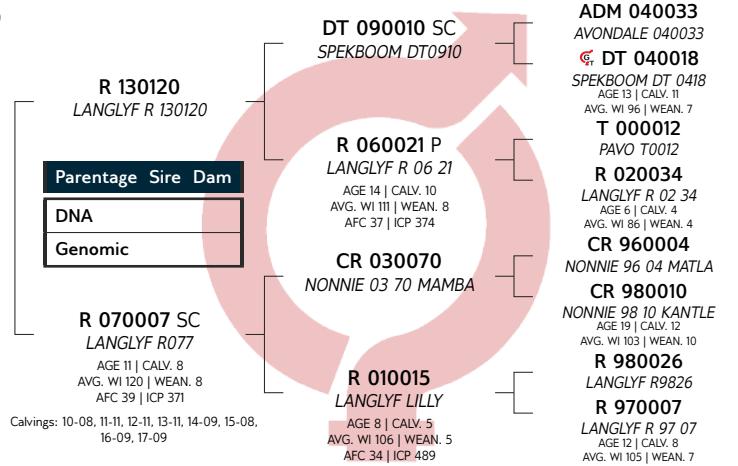 R 130120
LANGLYF R 130120
Parentage Sire Dam
DNA
Genomic
R 070007 SC
LANGLYF R077
AGE 11 | CALV. 8
AVG. WI 120 | WEAN. 8
AFC 39 | ICP 371
Calvings: 10-08, 11-11, 12-11, 13-11, 14-09, 15-08,
16-09, 17-09
DT 090010 SC
SPEKBOOM DT0910
R 060021 P
LANGLYF R 06 21
AGE 14 | CALV. 10
AVG. WI 111 | WEAN. 8
AFC 37 | ICP 374
CR 030070
NONNIE 03 70 MAMBA
R 010015
LANGLYF LILLY
AGE 8 | CALV. 5
AVG. WI 106 | WEAN. 5
AFC 34 | ICP 489
ADM 040033
AVONDALE 040033
DT 040018
SPEKBOOM DT 0418
AGE 13 | CALV. 11
AVG. WI 96 | WEAN. 7
T 000012
PAVO T0012
R 020034
LANGLYF R 02 34
AGE 6 | CALV. 4
AVG. WI 86 | WEAN. 4
CR 960004
NONNIE 96 04 MATLA
CR 980010
NONNIE 98 10 KANTLE
AGE 19 | CALV. 12
AVG. WI 103 | WEAN. 10
R 980026
LANGLYF R9826
R 970007
LANGLYF R 97 07
AGE 12 | CALV. 8
AVG. WI 105 | WEAN. 7